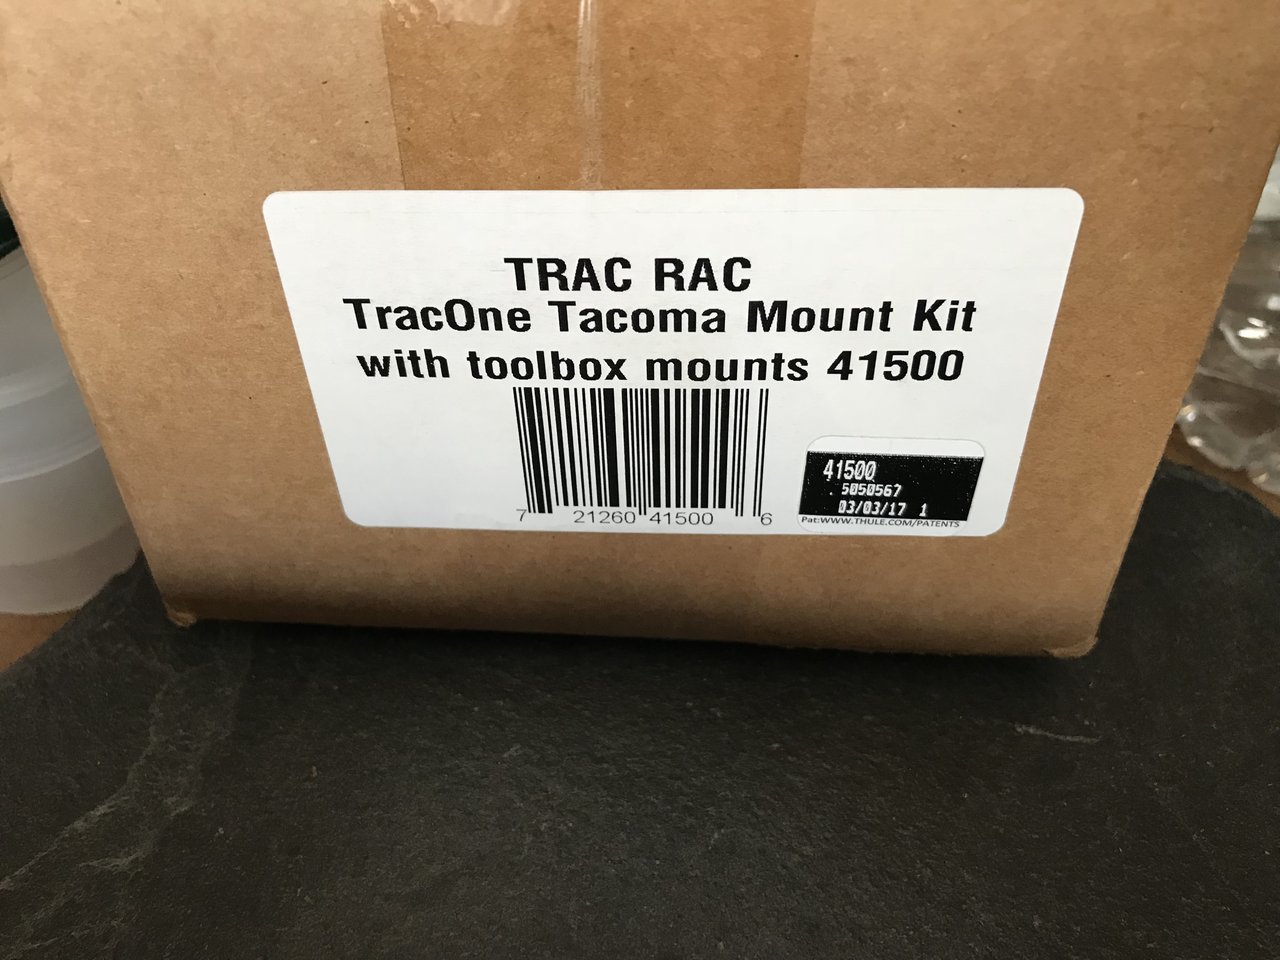 TRAC RAC
TracOne Tacoma Mount Kit
with toolbox mounts 41500
7 21260 41500 6
41500
5050567
03/03/17 1
Pat:WWW.THULE.COM/PATENTS